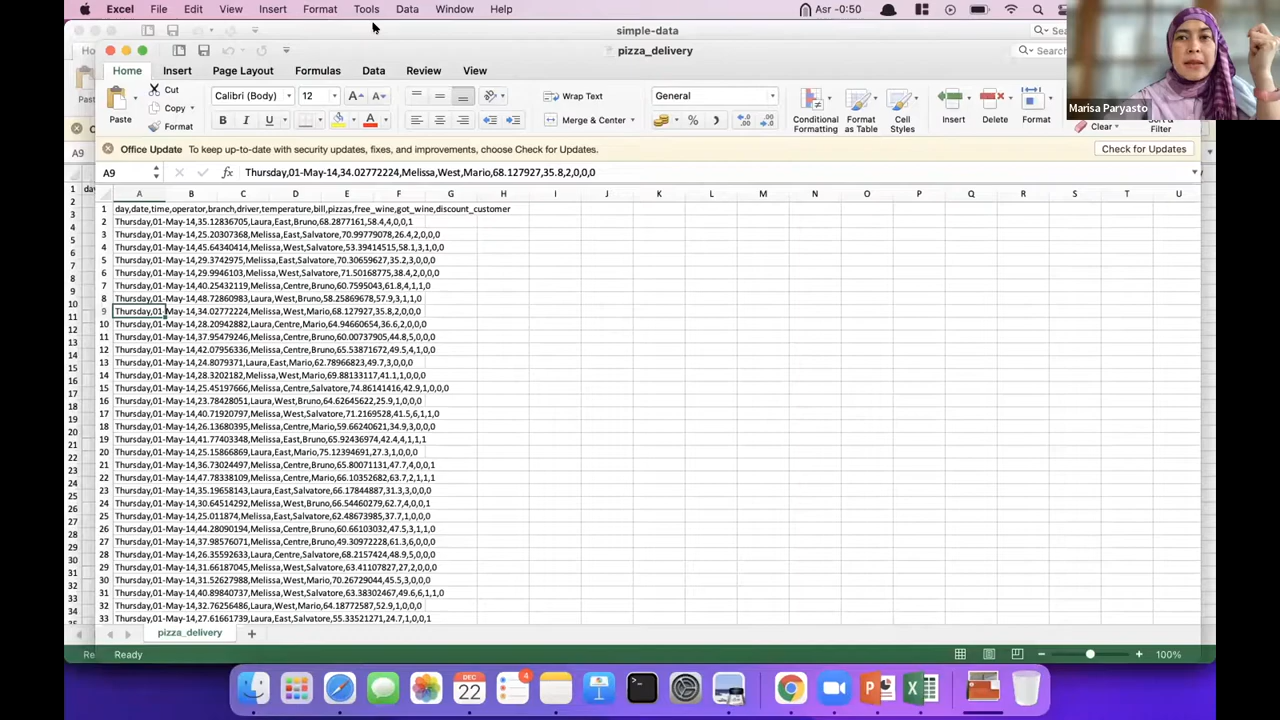 Excel File Edit View Insert Format Tools Data Window Help Asr -0:50
simple-data
pizza_delivery
Home Insert Page Layout Formulas Data Review View
Paste
Cut
Copy
Format
Calibri (Body) 12
Wrap Text
Merge & Center
General
Conditional Formatting
Format as Table
Cell Styles
Insert Delete Format
Clear
Sort & Filter
Marisa Paryasto
Office Update To keep up-to-date with security updates, fixes, and improvements, choose Check for Updates.
Check for Updates
A9 fx Thursday,01-May-14,34.02772224,Melissa,West,Mario,68.127927,35.8,2,0,0,0
A B C D E F G H I J K L M N O P Q R S T U
1 day,date,time,operator,branch,driver,temperature,bill,pizzas,free_wine,got_wine,discount_customer
2 Thursday,01-May-14,35.12836705,Laura,East,Bruno,68.2877161,58.4,4,0,0,1
3 Thursday,01-May-14,25.20307368,Melissa,East,Salvatore,70.99779078,26.4,2,0,0,0
4 Thursday,01-May-14,45.64340414,Melissa,West,Salvatore,53.39414515,58.1,3,1,0,0
5 Thursday,01-May-14,29.3742975,Melissa,East,Salvatore,70.30659627,35.2,3,0,0,0
6 Thursday,01-May-14,29.9946103,Melissa,West,Salvatore,71.50168775,38.4,2,0,0,0
7 Thursday,01-May-14,40.25432119,Melissa,Centre,Bruno,60.7595043,61.8,4,1,1,0
8 Thursday,01-May-14,48.72860983,Laura,West,Bruno,58.25869568,57.9,3,1,1,0
9 Thursday,01-May-14,34.02772224,Melissa,West,Mario,68.127927,35.8,2,0,0,0
10 Thursday,01-May-14,28.20942882,Laura,Centre,Mario,64.94660654,36.6,2,0,0,0
11 Thursday,01-May-14,37.95479246,Melissa,Centre,Bruno,60.00737905,44.8,5,0,0,0
12 Thursday,01-May-14,42.07956336,Melissa,Centre,Bruno,65.53871672,49.5,4,1,0,0
13 Thursday,01-May-14,24.8079371,Laura,East,Mario,62.78966823,49.7,3,0,0,0
14 Thursday,01-May-14,28.3202182,Melissa,West,Mario,69.88133117,41.1,1,0,0,0
15 Thursday,01-May-14,25.45197666,Melissa,Centre,Salvatore,74.86141416,42.9,1,0,0,0
16 Thursday,01-May-14,23.78428051,Laura,Centre,Bruno,64.62645622,25.9,1,0,0,0
17 Thursday,01-May-14,40.71920797,Melissa,West,Salvatore,71.2169528,41.5,6,1,1,0
18 Thursday,01-May-14,26.13680395,Melissa,Centre,Mario,59.66240621,34.9,3,0,0,0
19 Thursday,01-May-14,41.77403348,Melissa,East,Bruno,65.92436974,42.4,4,1,1,1
20 Thursday,01-May-14,25.15866869,Laura,East,Mario,75.12394691,27.3,1,0,0,0
21 Thursday,01-May-14,36.73024497,Melissa,Centre,Bruno,65.80071131,47.7,4,0,0,1
22 Thursday,01-May-14,47.78338109,Melissa,Centre,Mario,66.10352682,63.7,2,1,1,1
23 Thursday,01-May-14,35.19658143,Laura,East,Salvatore,66.17844887,31.3,3,0,0,0
24 Thursday,01-May-14,30.64514292,Melissa,West,Bruno,66.54460279,62.7,4,0,0,1
25 Thursday,01-May-14,25.011874,Melissa,East,Salvatore,62.48673985,37.7,1,0,0,0
26 Thursday,01-May-14,44.28090194,Melissa,Centre,Bruno,60.66103032,47.5,3,1,1,0
27 Thursday,01-May-14,37.98576071,Melissa,Centre,Bruno,49.30972228,61.3,6,0,0,0
28 Thursday,01-May-14,26.35592633,Melissa,Centre,Salvatore,68.2157424,48.9,5,0,0,0
29 Thursday,01-May-14,31.66187045,Melissa,West,Salvatore,63.41107827,27,2,0,0,0
30 Thursday,01-May-14,31.52627988,Melissa,West,Mario,70.26729044,45.5,3,0,0,0
31 Thursday,01-May-14,40.89840737,Melissa,West,Salvatore,63.38302467,49.6,6,1,1,0
32 Thursday,01-May-14,32.76256486,Laura,West,Mario,64.18772587,52.9,1,0,0,0
33 Thursday,01-May-14,27.61661739,Laura,East,Salvatore,55.33521271,24.7,1,0,0,1
pizza_delivery
Ready
100%
DEC
22
4